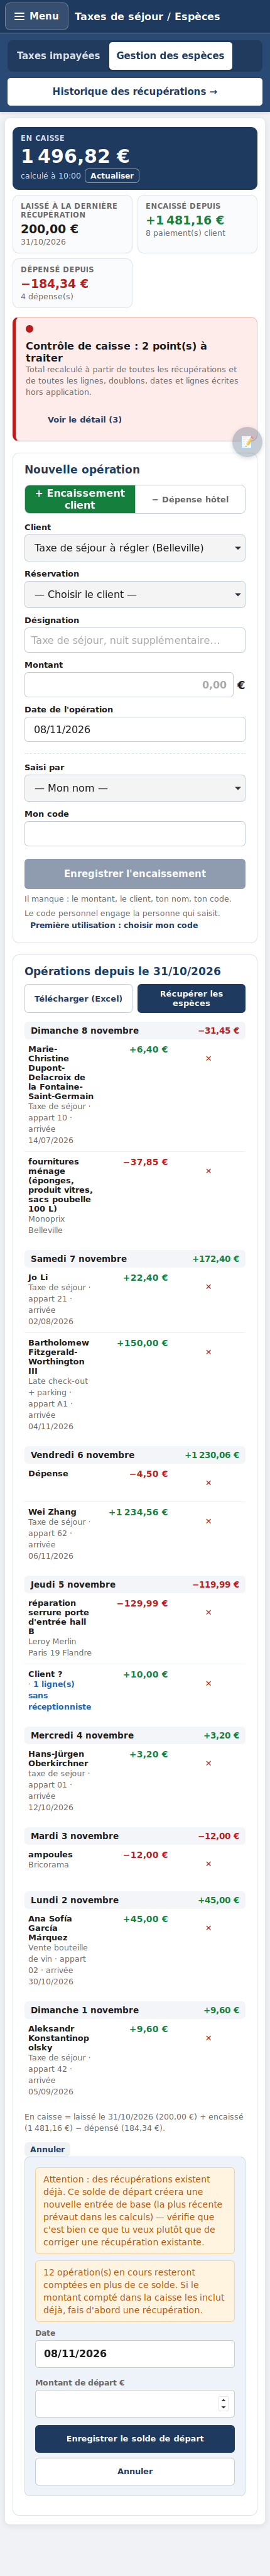 Menu
Taxes de séjour / Espèces
Taxes impayées
Gestion des espèces
Historique des récupérations →
EN CAISSE
1 496,82 €
calculé à 10:00
Actualiser
LAISSÉ À LA DERNIÈRE
RÉCUPÉRATION
200,00 €
31/10/2026
ENCAISSÉ DEPUIS
+1 481,16 €
8 paiement(s) client
DÉPENSÉ DEPUIS
−184,34 €
4 dépense(s)
Contrôle de caisse : 2 point(s) à
traiter
Total recalculé à partir de toutes les récupérations et
de toutes les lignes, doublons, dates et lignes écrites
hors application.
Voir le détail (3)
Nouvelle opération
+ Encaissement
client
− Dépense hôtel
Client
Taxe de séjour à régler (Belleville)
Réservation
— Choisir le client —
Désignation
Taxe de séjour, nuit supplémentaire…
Montant
0,00 €
Date de l'opération
08/11/2026
Saisi par
— Mon nom —
Mon code
Enregistrer l'encaissement
Il manque : le montant, le client, ton nom, ton code.
Le code personnel engage la personne qui saisit.
Première utilisation : choisir mon code
Opérations depuis le 31/10/2026
Télécharger (Excel)
Récupérer les
espèces
Dimanche 8 novembre −31,45 €
Marie-
Christine
Dupont-
Delacroix de
la Fontaine-
Saint-Germain
+6,40 €
×
Taxe de séjour ·
appart 10 ·
arrivée
14/07/2026
fournitures
ménage
(éponges,
produit vitres,
sacs poubelle
100 L)
−37,85 €
×
Monoprix
Belleville
Samedi 7 novembre +172,40 €
Jo Li
+22,40 €
×
Taxe de séjour ·
appart 21 ·
arrivée
02/08/2026
Bartholomew
Fitzgerald-
Worthington
III
+150,00 €
×
Late check-out
+ parking ·
appart A1 ·
arrivée
04/11/2026
Vendredi 6 novembre +1 230,06 €
Dépense
−4,50 €
×
Wei Zhang
+1 234,56 €
×
Taxe de séjour ·
appart 62 ·
arrivée
06/11/2026
Jeudi 5 novembre −119,99 €
réparation
serrure porte
d'entrée hall
B
−129,99 €
×
Leroy Merlin
Paris 19 Flandre
Client ?
+10,00 €
×
· 1 ligne(s)
sans
réceptionniste
Mercredi 4 novembre +3,20 €
Hans-Jürgen
Oberkirchner
+3,20 €
×
taxe de sejour ·
appart 01 ·
arrivée
12/10/2026
Mardi 3 novembre −12,00 €
ampoules
−12,00 €
×
Bricorama
Lundi 2 novembre +45,00 €
Ana Sofía
García
Márquez
+45,00 €
×
Vente bouteille
de vin · appart
02 · arrivée
30/10/2026
Dimanche 1 novembre +9,60 €
Aleksandr
Konstantinop
olsky
+9,60 €
×
Taxe de séjour ·
appart 42 ·
arrivée
05/09/2026
En caisse = laissé le 31/10/2026 (200,00 €) + encaissé
(1 481,16 €) − dépensé (184,34 €).
Annuler
Attention : des récupérations existent
déjà. Ce solde de départ créera une
nouvelle entrée de base (la plus récente
prévaut dans les calculs) — vérifie que
c'est bien ce que tu veux plutôt que de
corriger une récupération existante.
12 opération(s) en cours resteront
comptées en plus de ce solde. Si le
montant compté dans la caisse les inclut
déjà, fais d'abord une récupération.
Date
08/11/2026
Montant de départ €
Enregistrer le solde de départ
Annuler